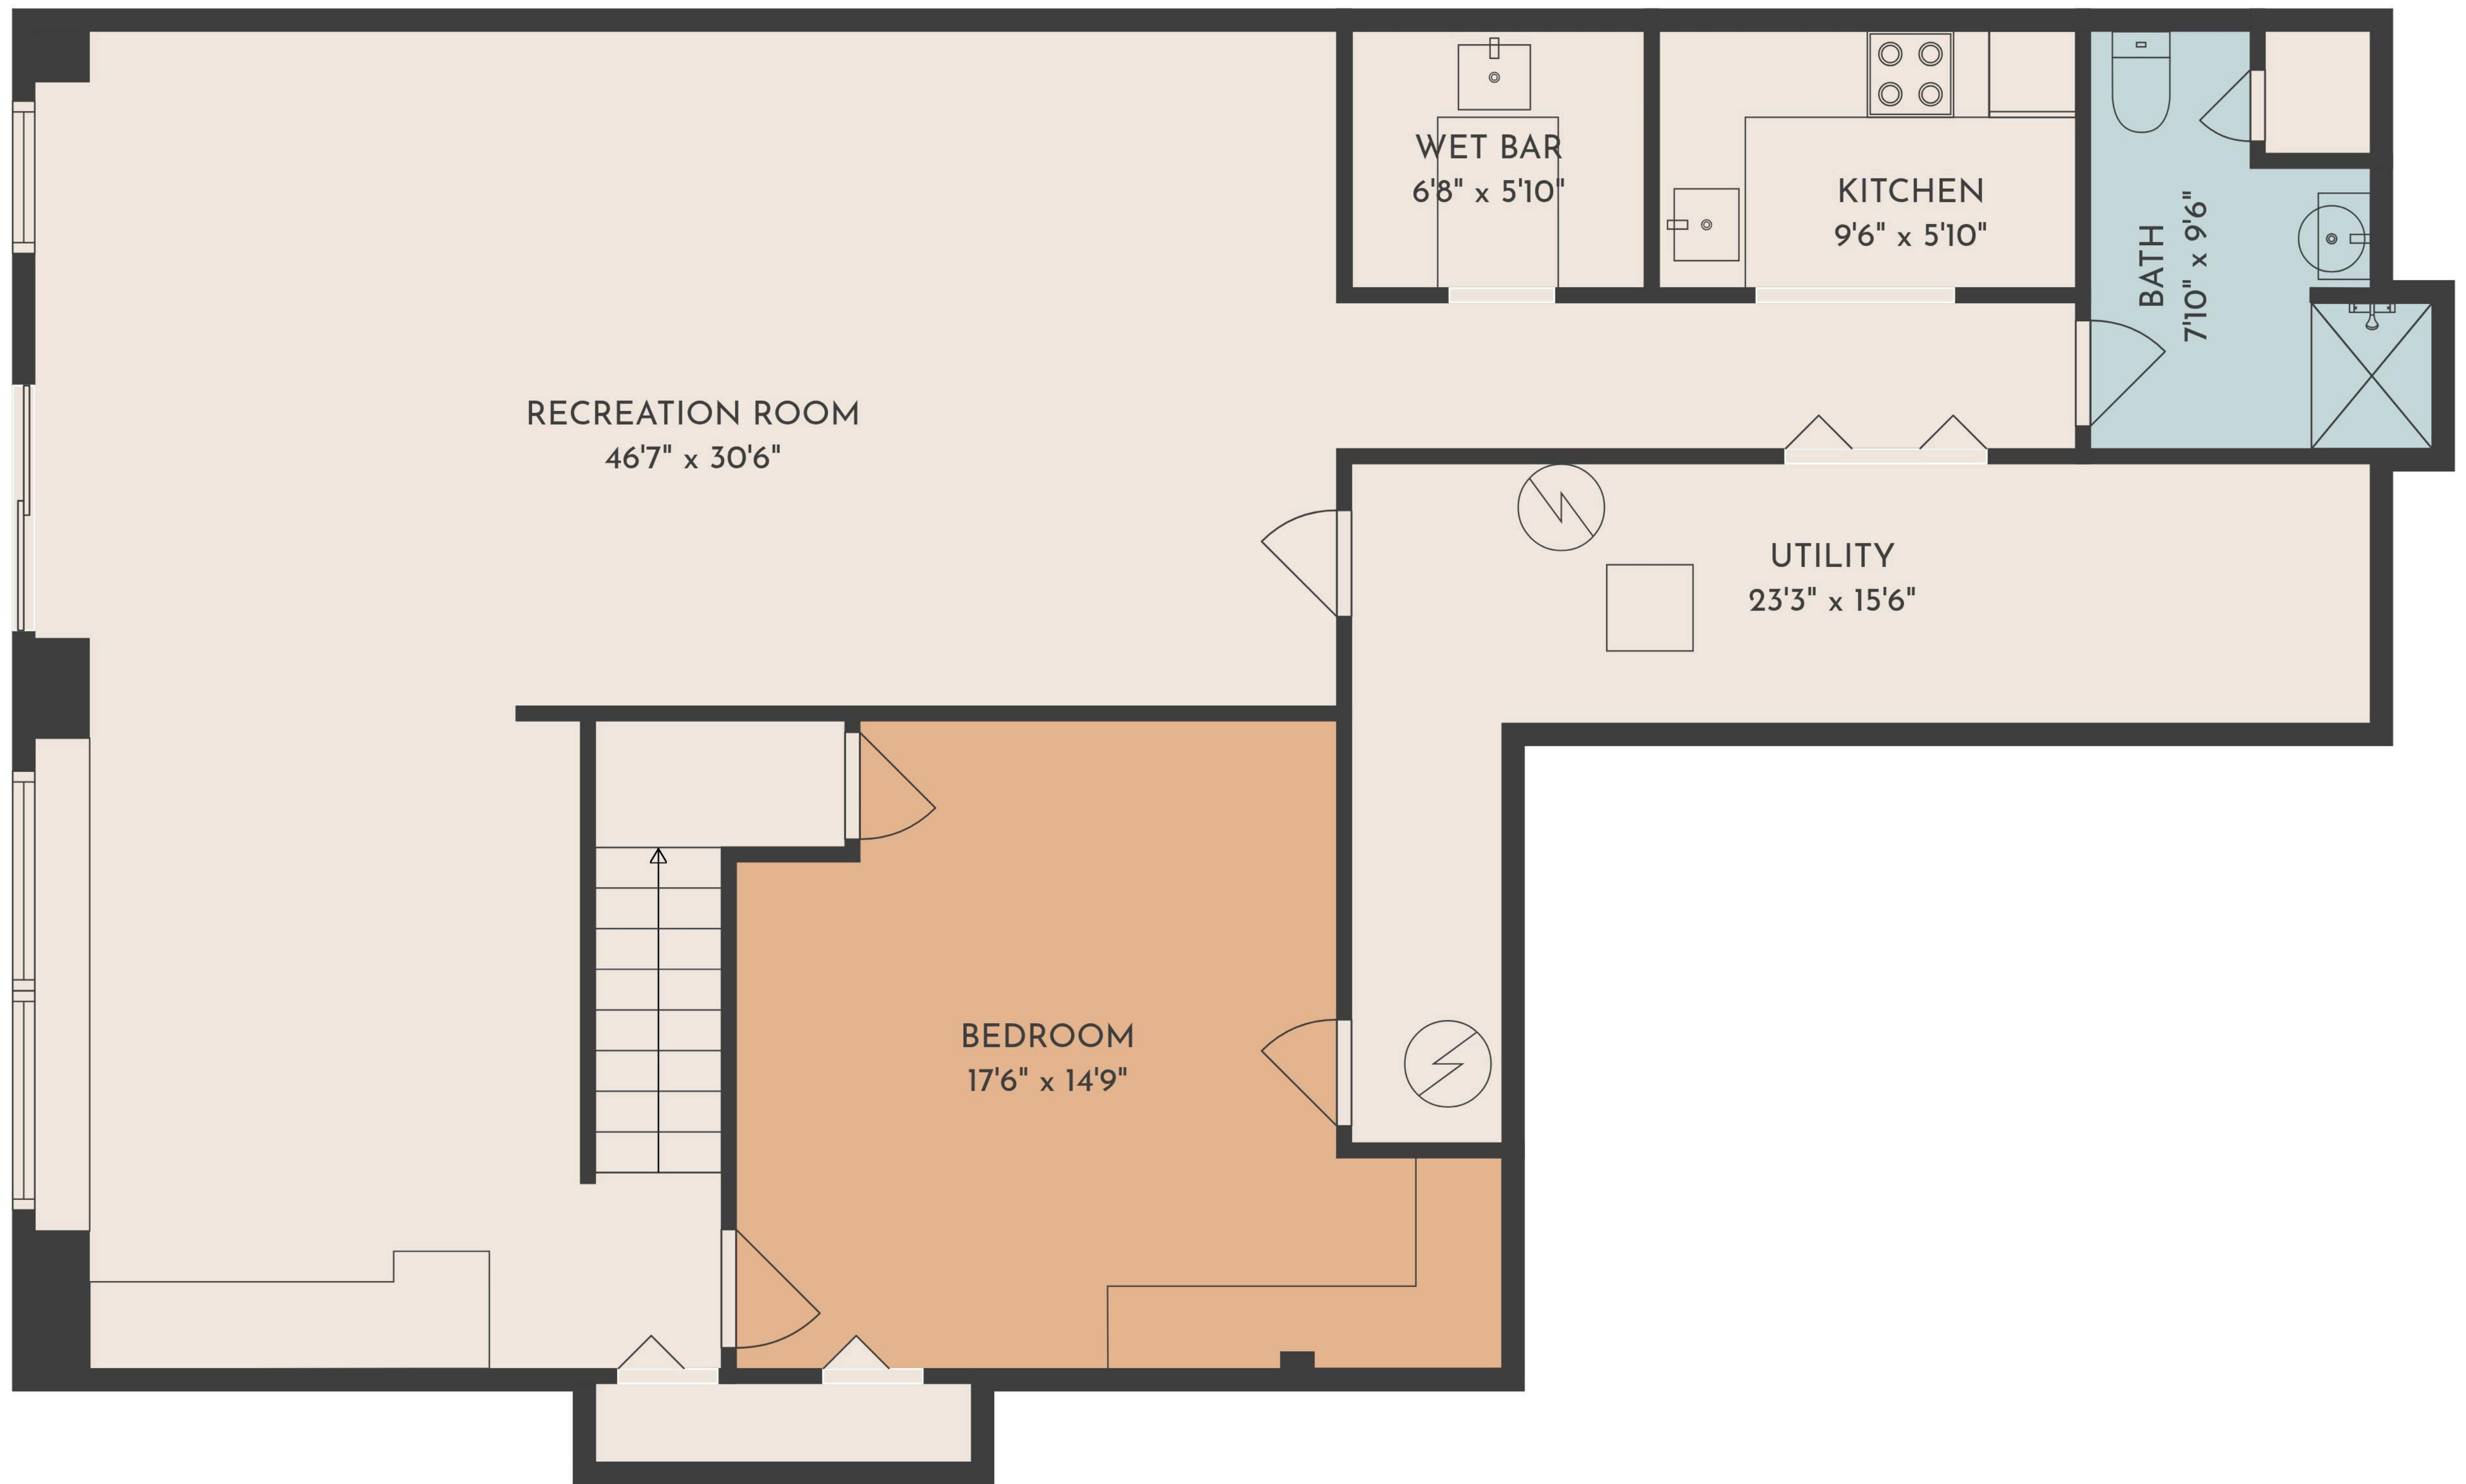 WET BAR
6'8" x 5'10"
KITCHEN
9'6" x 5'10"
BATH
7'10" x 9'6"
RECREATION ROOM
46'7" x 30'6"
UTILITY
23'3" x 15'6"
BEDROOM
17'6" x 14'9"